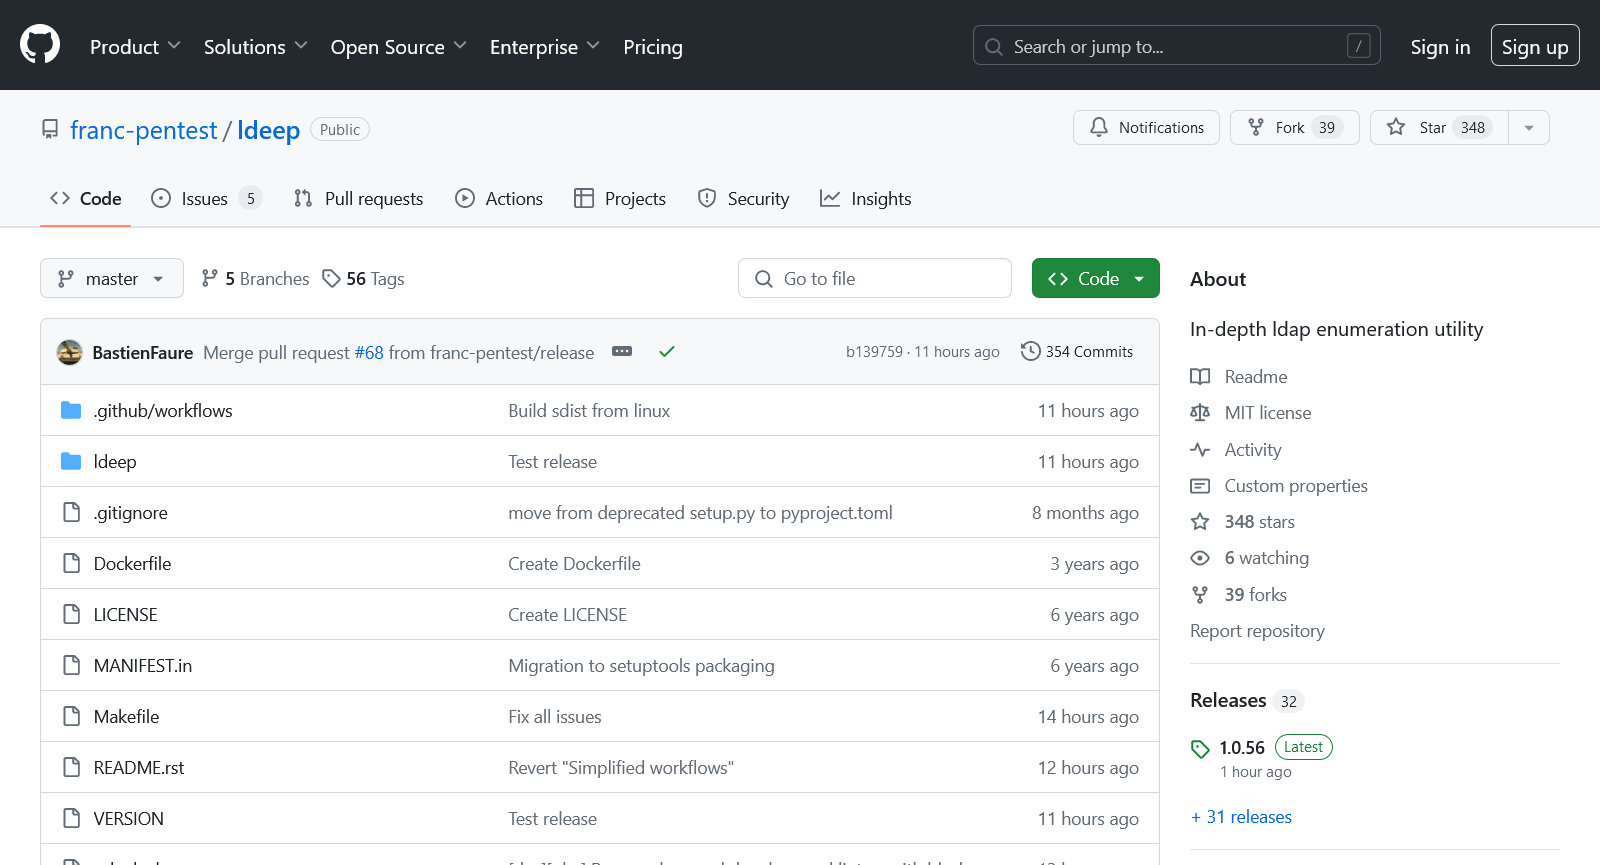 Product Solutions Open Source Enterprise Pricing Search or jump to... / Sign in Sign up
franc-pentest / ldeep Public Notifications Fork 39 Star 348
Code Issues 5 Pull requests Actions Projects Security Insights
master 5 Branches 56 Tags Go to file Code
BastienFaure Merge pull request #68 from franc-pentest/release b139759 · 11 hours ago 354 Commits
.github/workflows Build sdist from linux 11 hours ago
ldeep Test release 11 hours ago
.gitignore move from deprecated setup.py to pyproject.toml 8 months ago
Dockerfile Create Dockerfile 3 years ago
LICENSE Create LICENSE 6 years ago
MANIFEST.in Migration to setuptools packaging 6 years ago
Makefile Fix all issues 14 hours ago
README.rst Revert "Simplified workflows" 12 hours ago
VERSION Test release 11 hours ago
About
In-depth ldap enumeration utility
Readme
MIT license
Activity
Custom properties
348 stars
6 watching
39 forks
Report repository
Releases 32
1.0.56 Latest
1 hour ago
+ 31 releases